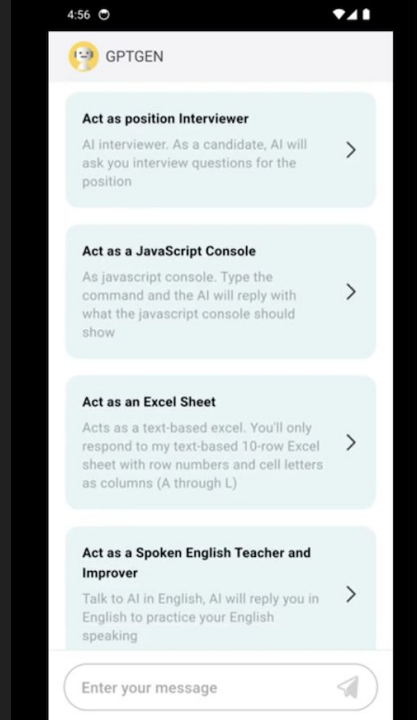 4:56
GPTGEN
Act as position Interviewer
AI interviewer. As a candidate, AI will
ask you interview questions for the
position
Act as a JavaScript Console
As javascript console. Type the
command and the AI will reply with
what the javascript console should
show
Act as an Excel Sheet
Acts as a text-based excel. You'll only
respond to my text-based 10-row Excel
sheet with row numbers and cell letters
as columns (A through L)
Act as a Spoken English Teacher and
Improver
Talk to AI in English, AI will reply you in
English to practice your English
speaking
Enter your message